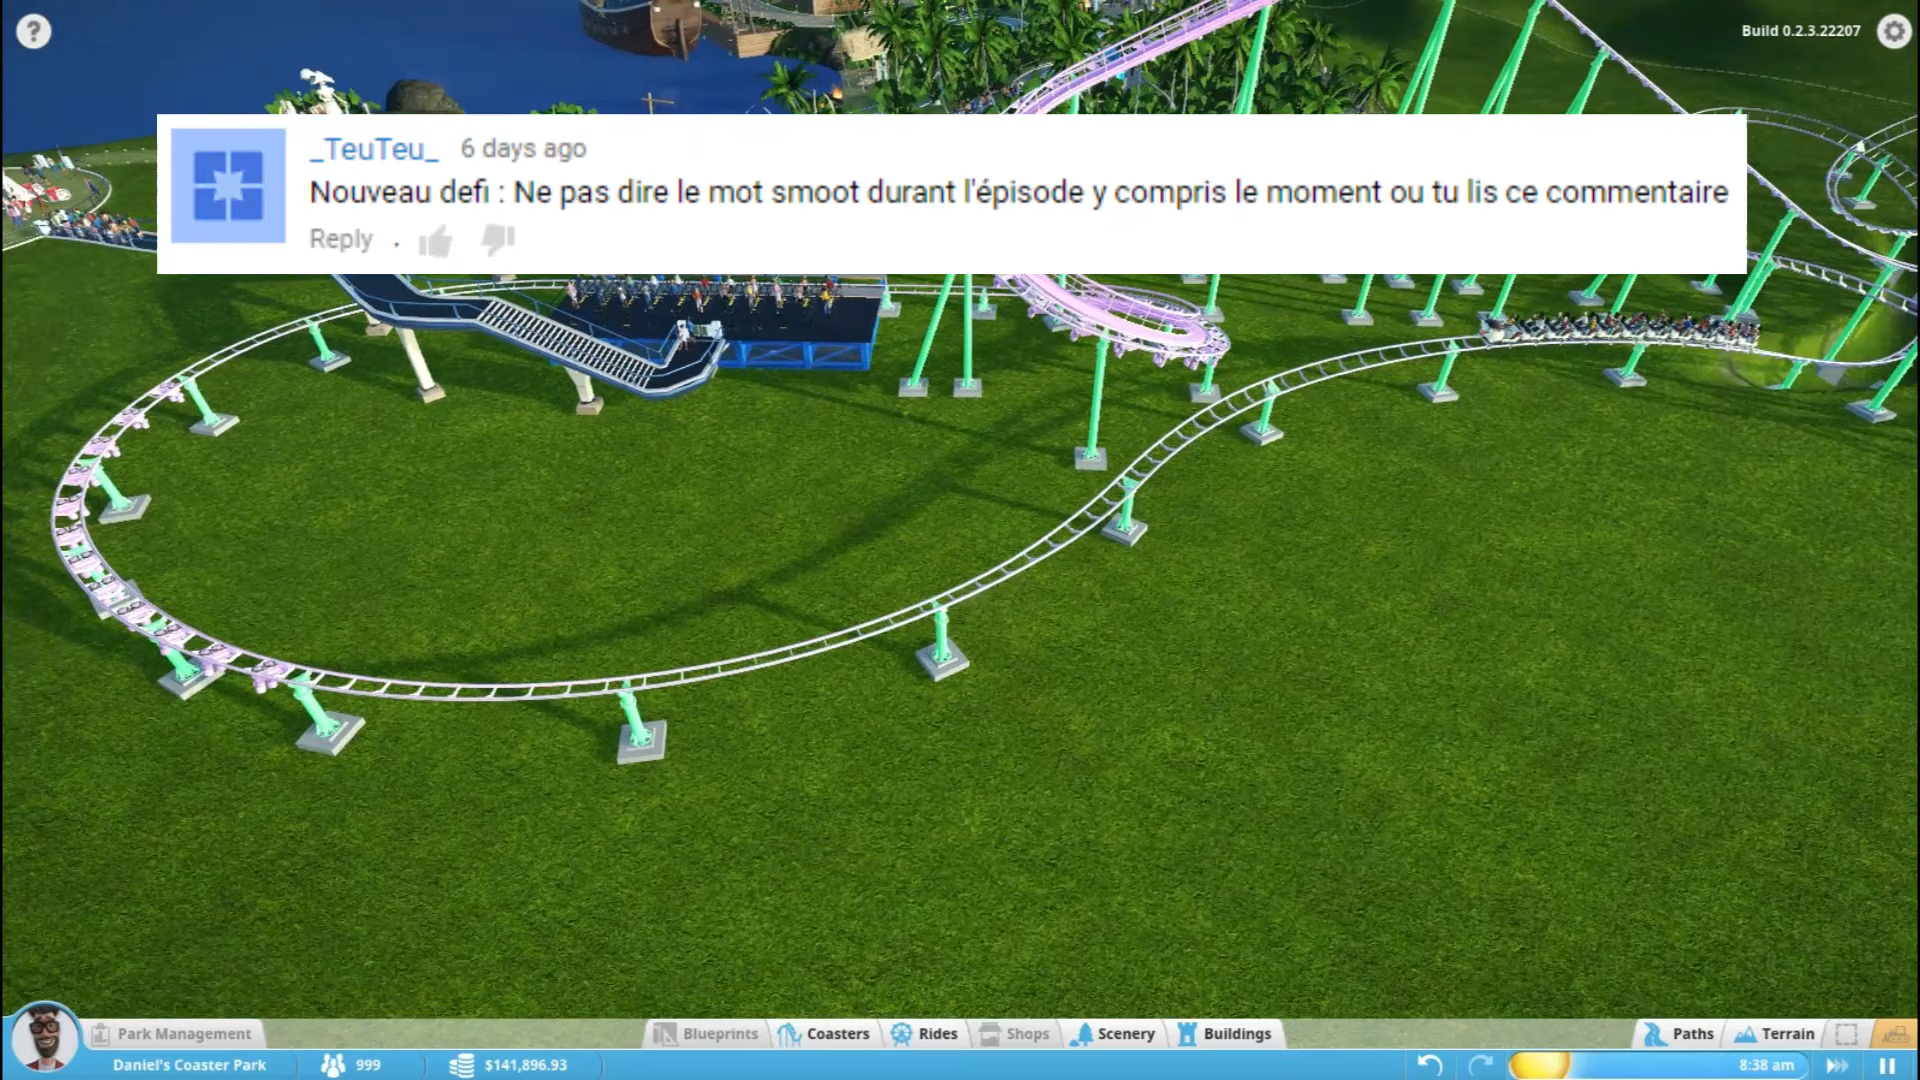 ?
Build 0.2.3.22207
_TeuTeu_ 6 days ago
Nouveau defi : Ne pas dire le mot smoot durant l'épisode y compris le moment ou tu lis ce commentaire
Reply .
Park Management
Blueprints Coasters Rides Shops Scenery Buildings
Paths Terrain
Daniel's Coaster Park 999 $141,896.93 8:38 am